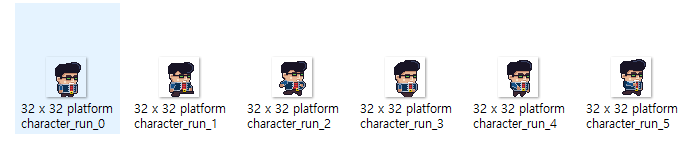 32 x 32 platform
character_run_0
32 x 32 platform
character_run_1
32 x 32 platform
character_run_2
32 x 32 platform
character_run_3
32 x 32 platform
character_run_4
32 x 32 platform
character_run_5